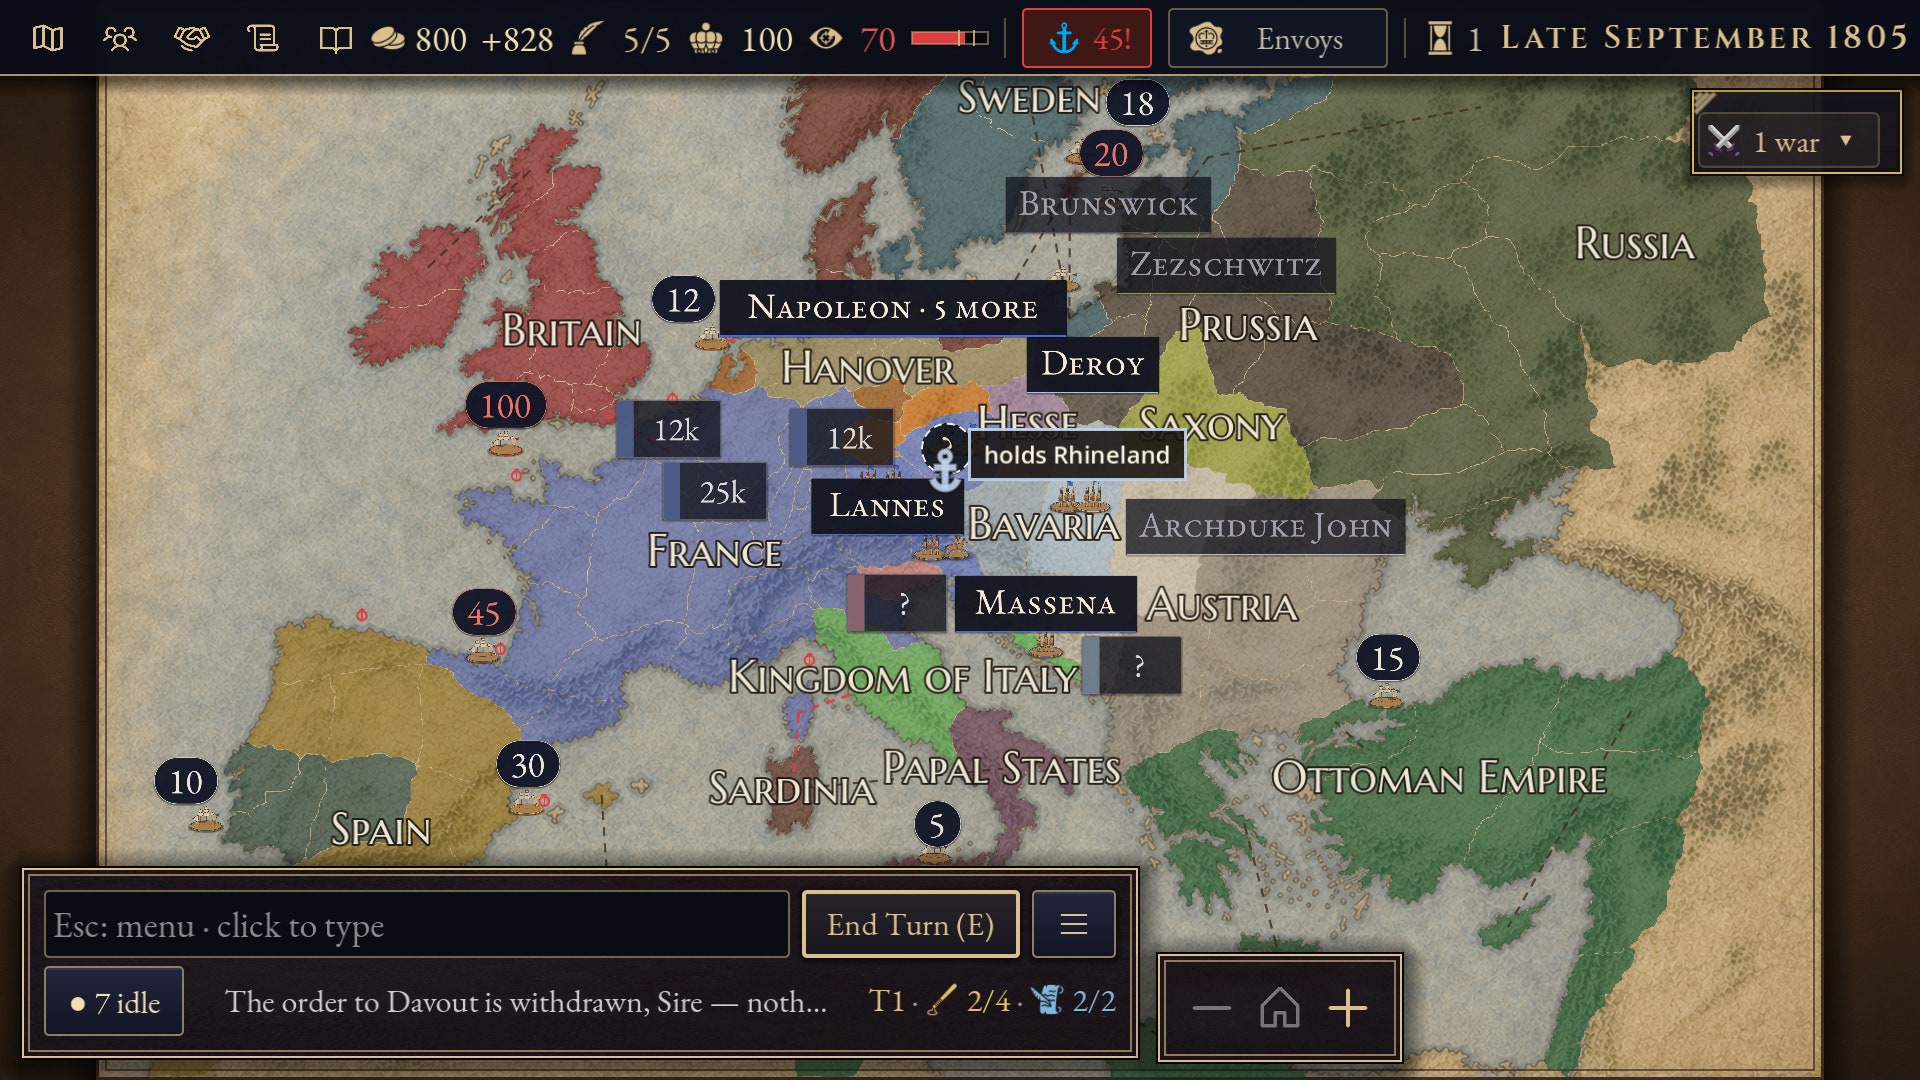 800 +828 5/5 100 70 45! Envoys 1 Late September 1805
1 war
Sweden 18
20
Brunswick
Zezschwitz
Russia
12 Napoleon · 5 more
Britain
Prussia
Hanover
Deroy
100
Hesse
Saxony
12k
12k
?
holds Rhineland
25k
Lannes
Bavaria
Archduke John
France
45
?
Massena
Austria
?
15
Kingdom of Italy
10
30
Sardinia
Papal States
Ottoman Empire
5
Spain
Esc: menu · click to type
End Turn (E)
7 idle
The order to Davout is withdrawn, Sire — noth...
T1 · 2/4 · 2/2